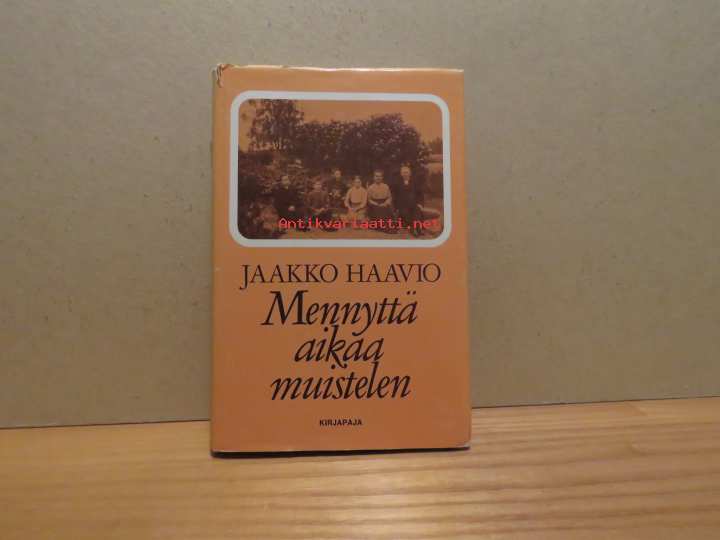 Antikvariaatti.net
JAAKKO HAAVIO
Mennyttä
aikaa
muistelen
KIRJAPAJA